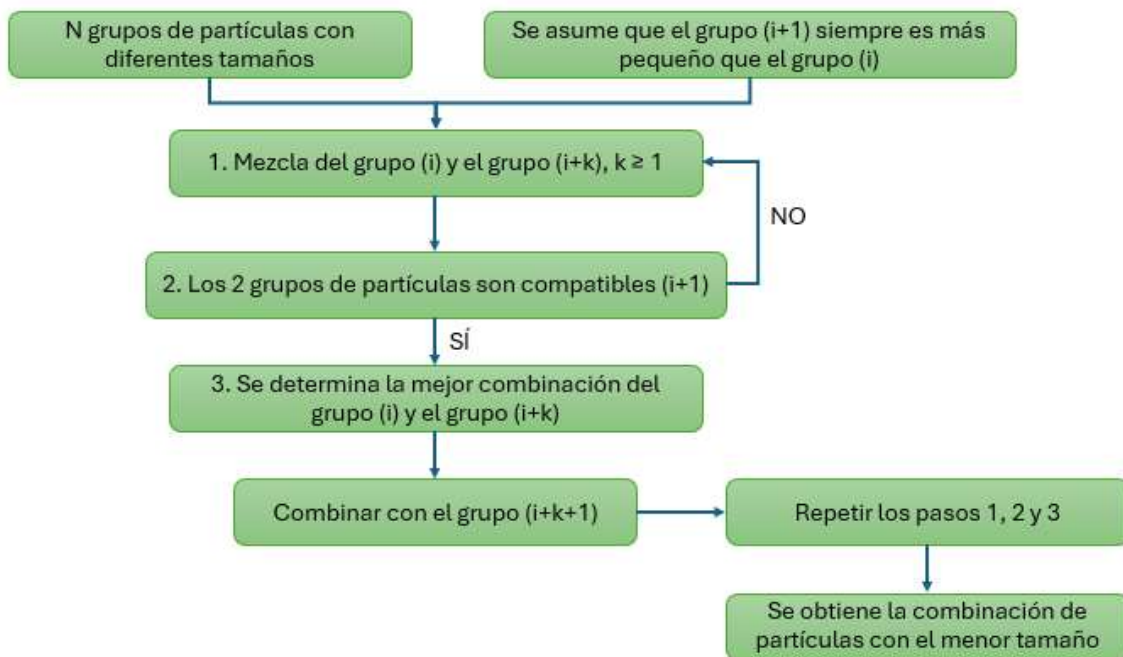 N grupos de partículas con
diferentes tamaños
Se asume que el grupo (i+1) siempre es más
pequeño que el grupo (i)
1. Mezcla del grupo (i) y el grupo (i+k), k ≥ 1
NO
2. Los 2 grupos de partículas son compatibles (i+1)
SÍ
3. Se determina la mejor combinación del
grupo (i) y el grupo (i+k)
Combinar con el grupo (i+k+1)
Repetir los pasos 1, 2 y 3
Se obtiene la combinación de
partículas con el menor tamaño